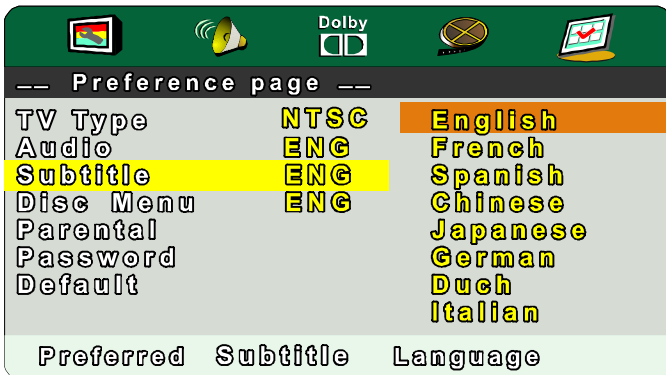 Dolby
-- Preference page --
TV Type NTSC English
Audio ENG French
Subtitle ENG Spanish
Disc Menu ENG Chinese
Parental Japanese
Password German
Default Duch
Italian
Preferred Subtitle Language